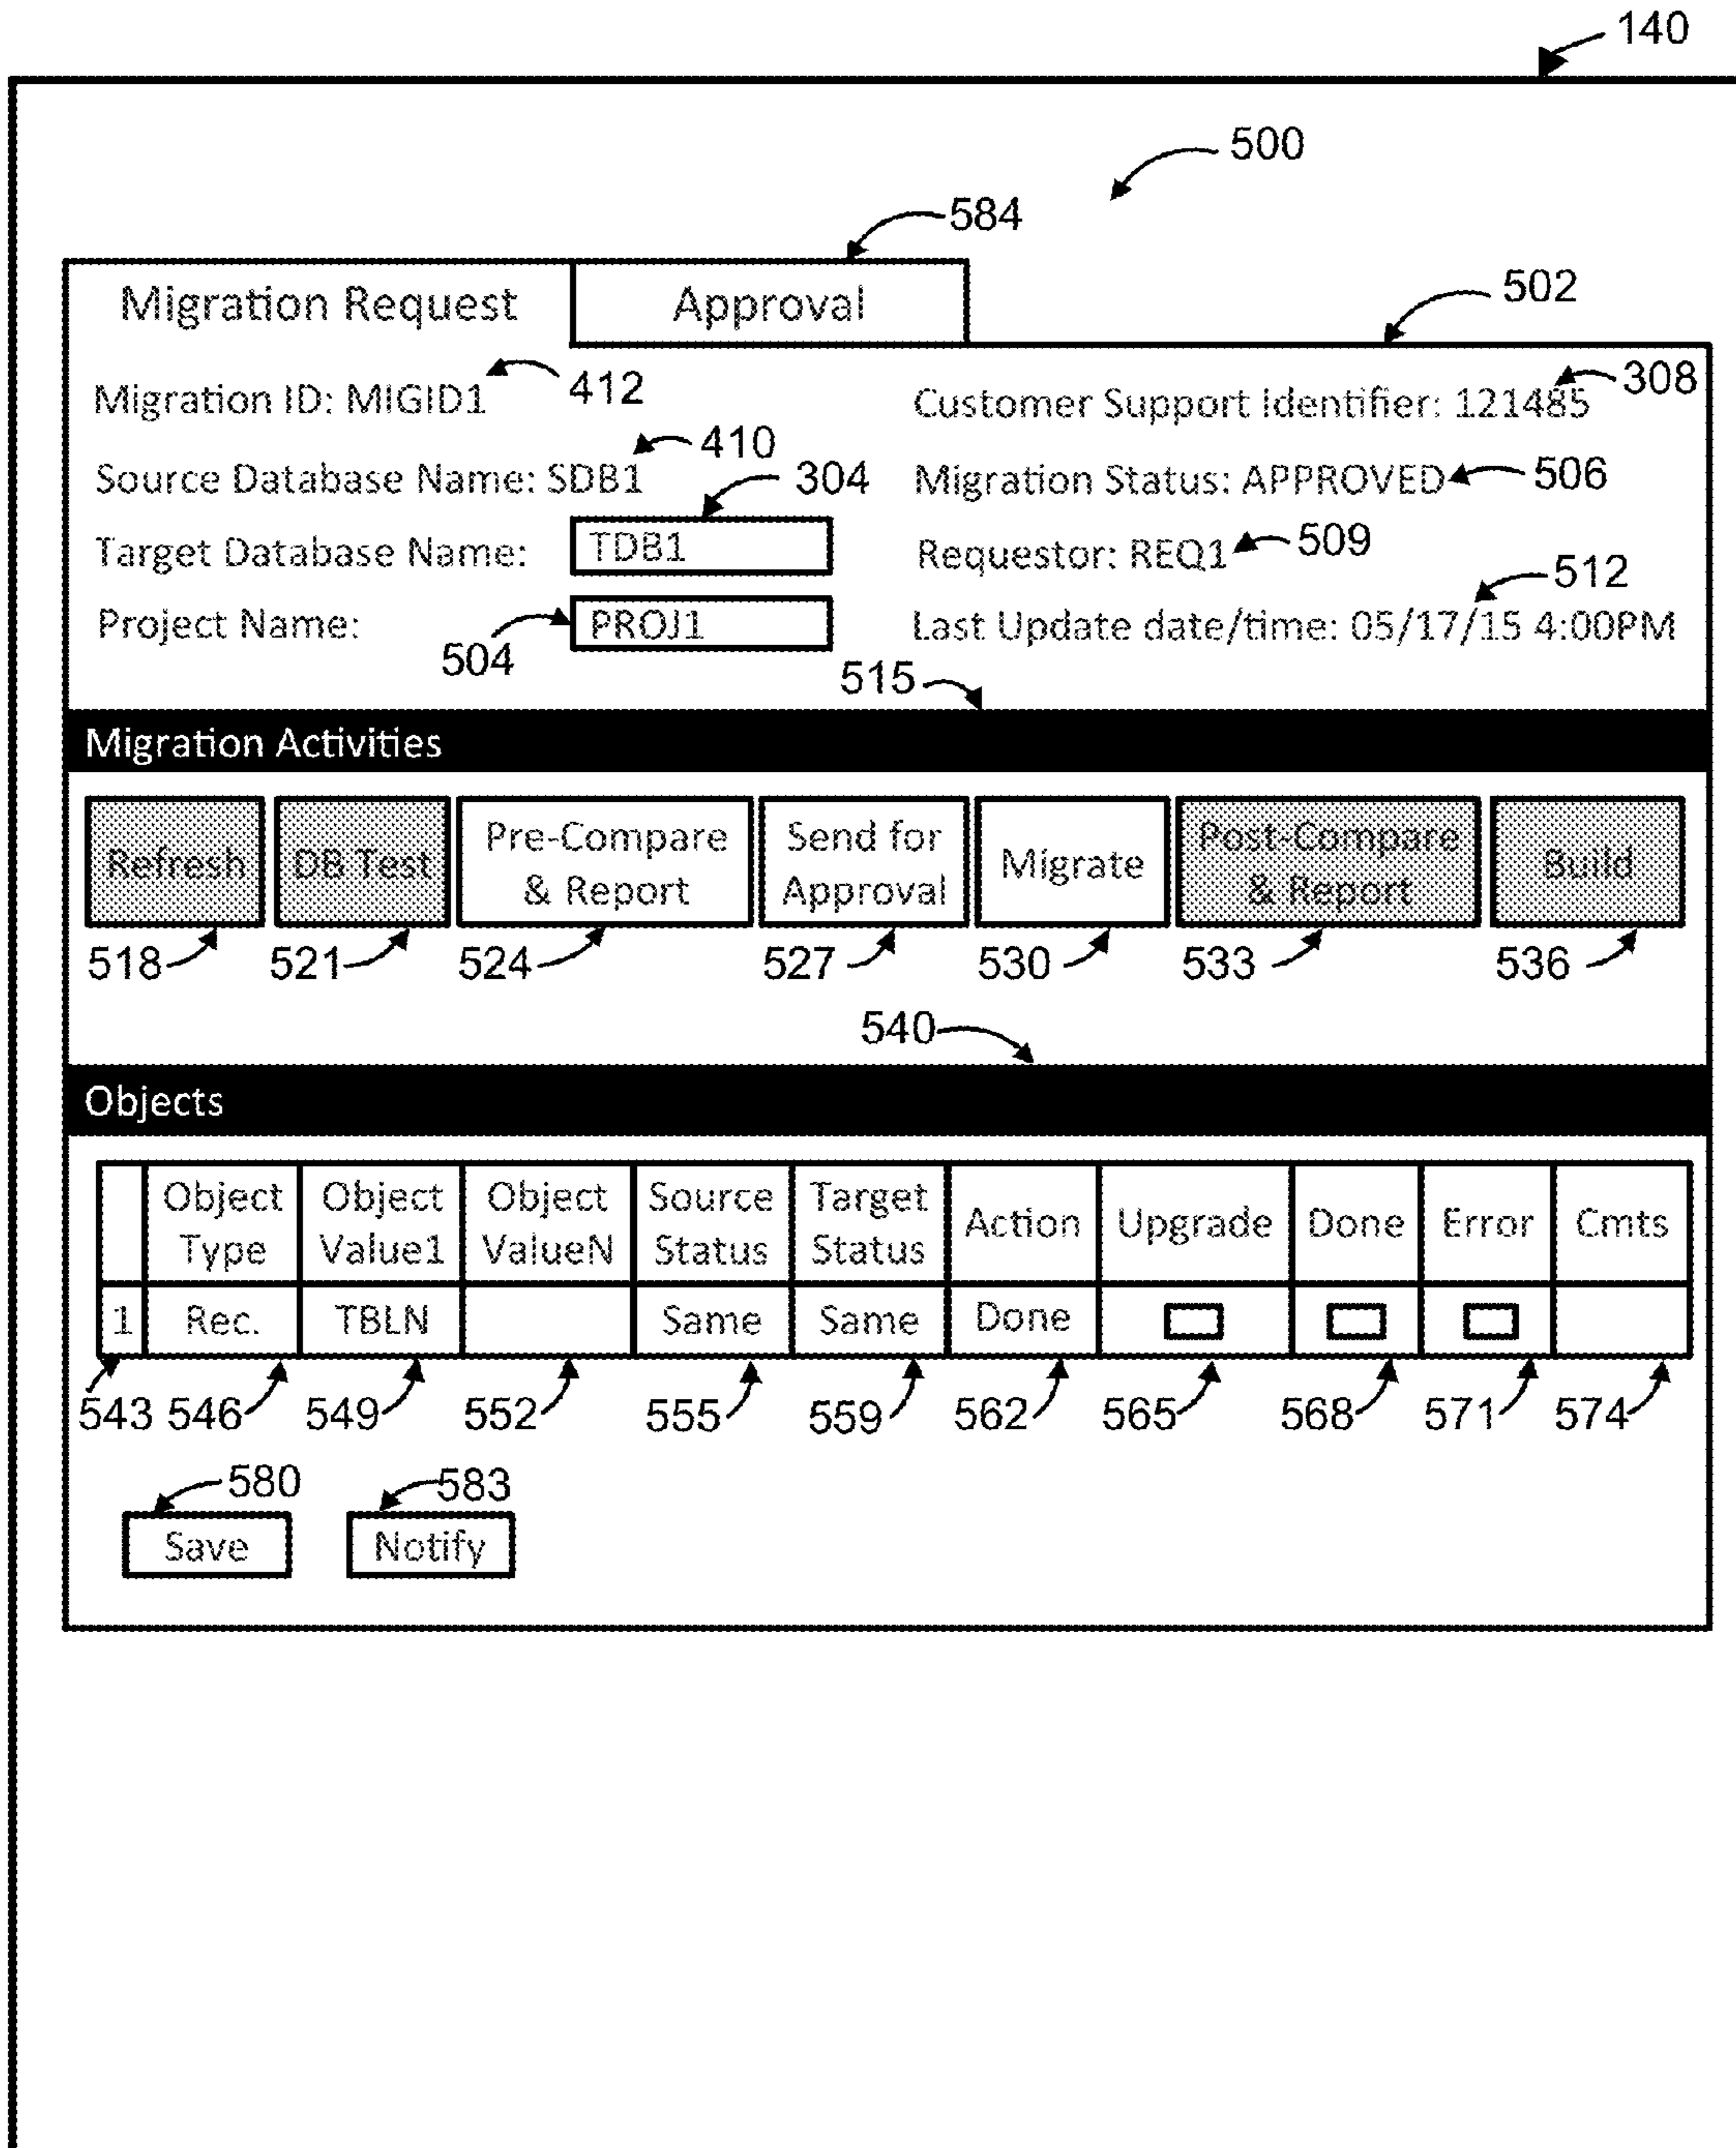 140
500
584
Migration Request Approval
502
Migration ID: MIGID1 412 Customer Support Identifier: 121485 308
Source Database Name: SDB1 410 Migration Status: APPROVED 506
304
Target Database Name: TDB1 Requestor: REQ1 509
512
Project Name: PROJ1 Last Update date/time: 05/17/15 4:00PM
504
515
Migration Activities
Refresh DB Test Pre-Compare & Report Send for Approval Migrate Post-Compare & Report Build
518 521 524 527 530 533 536
540
Objects
Object Type Object Value1 Object ValueN Source Status Target Status Action Upgrade Done Error Cmts
1 Rec. TBLN Same Same Done
543 546 549 552 555 559 562 565 568 571 574
580 583
Save Notify